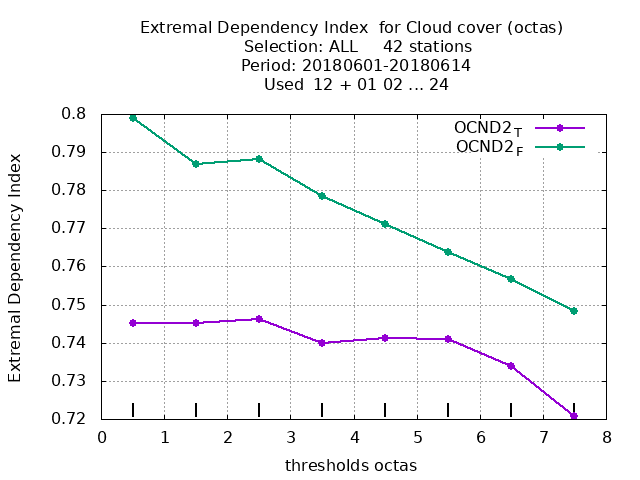 Extremal Dependency Index  for Cloud cover (octas)
Selection: ALL     42 stations
Period: 20180601-20180614
Used  12 + 01 02 ... 24
OCND2T
OCND2F
0.8
0.79
0.78
0.77
0.76
0.75
0.74
0.73
0.72
Extremal Dependency Index
0 1 2 3 4 5 6 7 8
thresholds octas